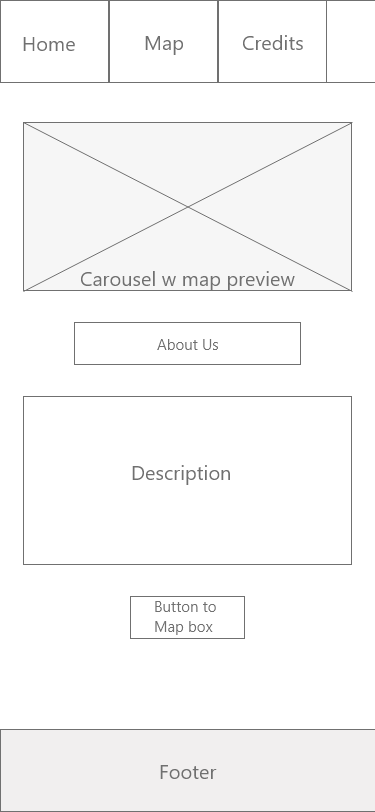 Home
Map
Credits
Carousel w map preview
About Us
Description
Button to
Map box
Footer